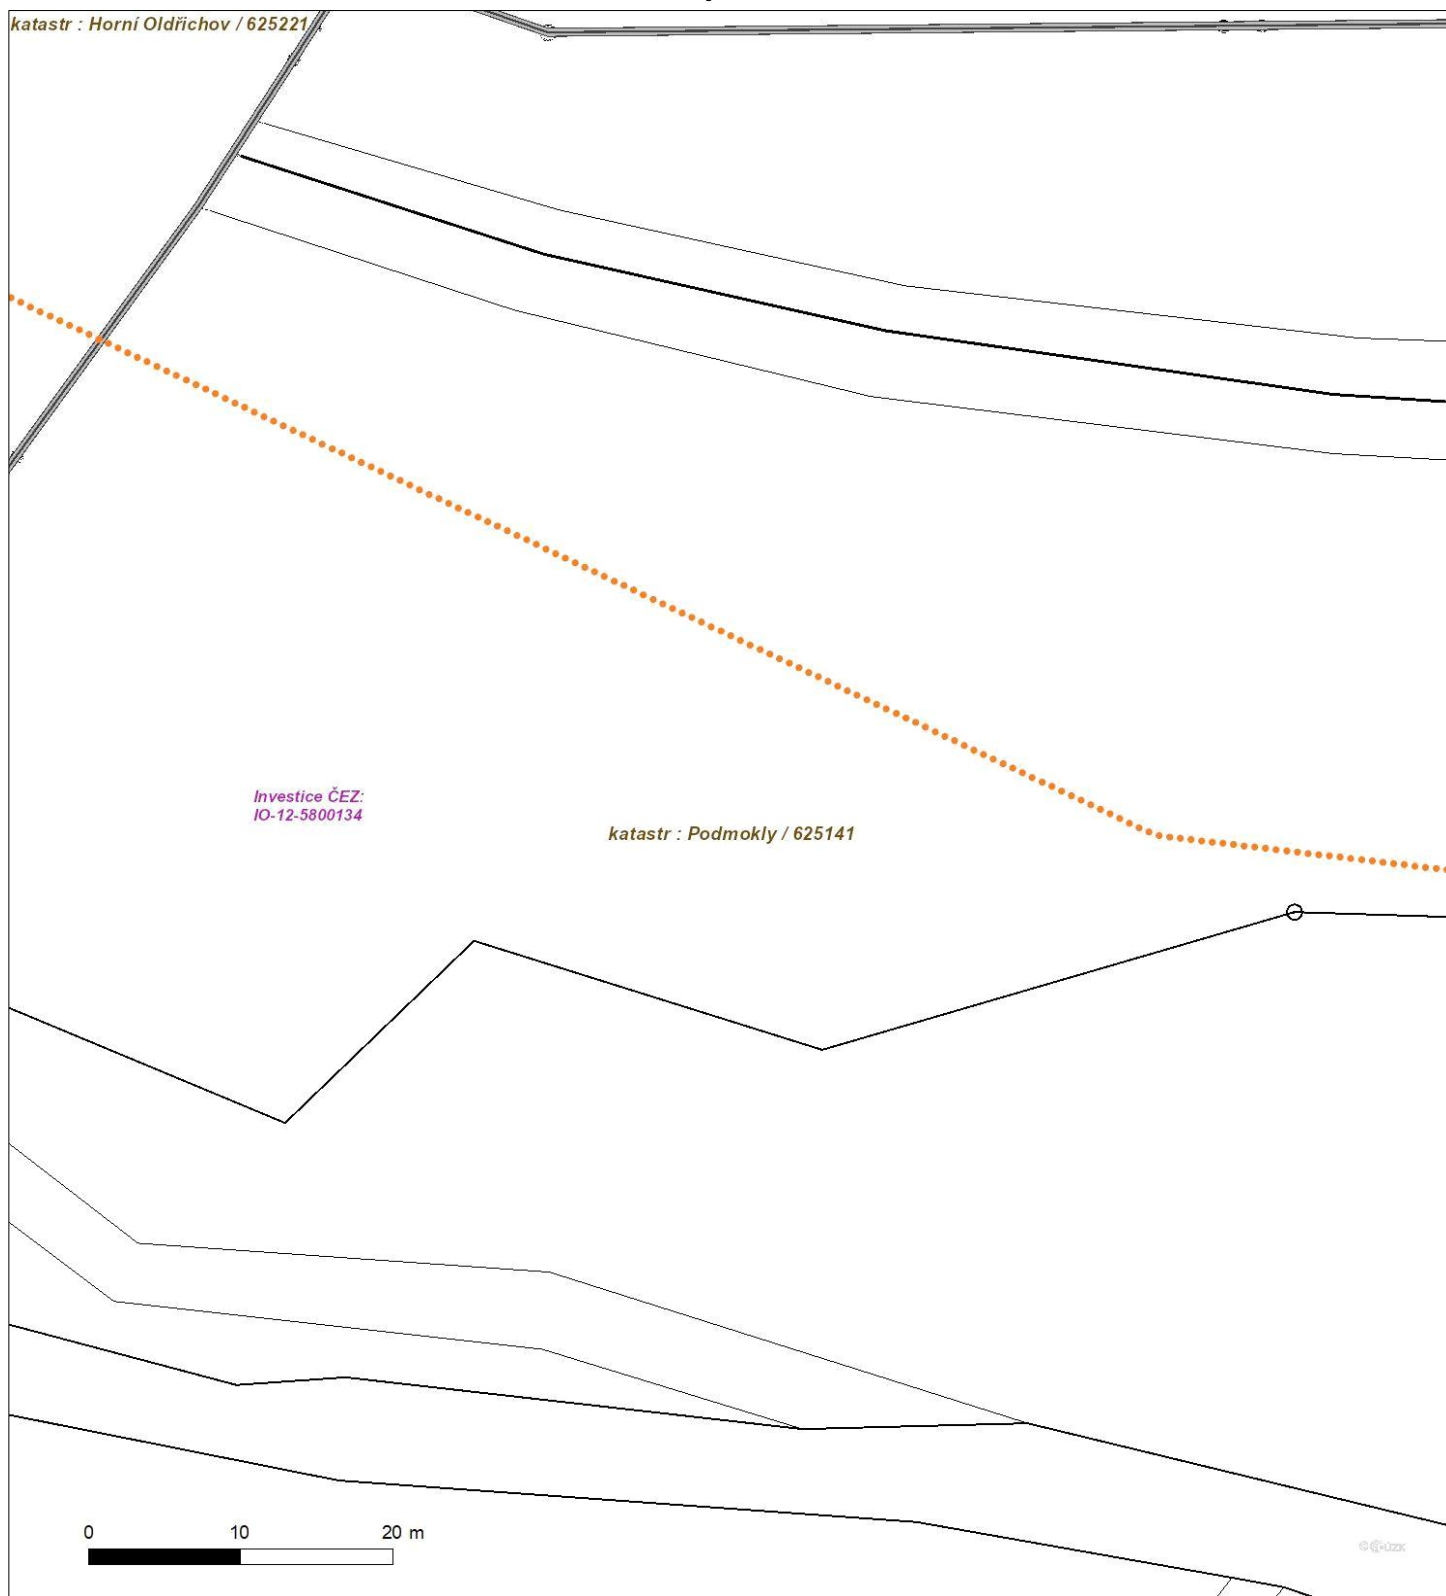 katastr : Horní Oldřichov / 625221
Investice ČEZ:
IO-12-5800134
katastr : Podmokly / 625141
0 10 20 m